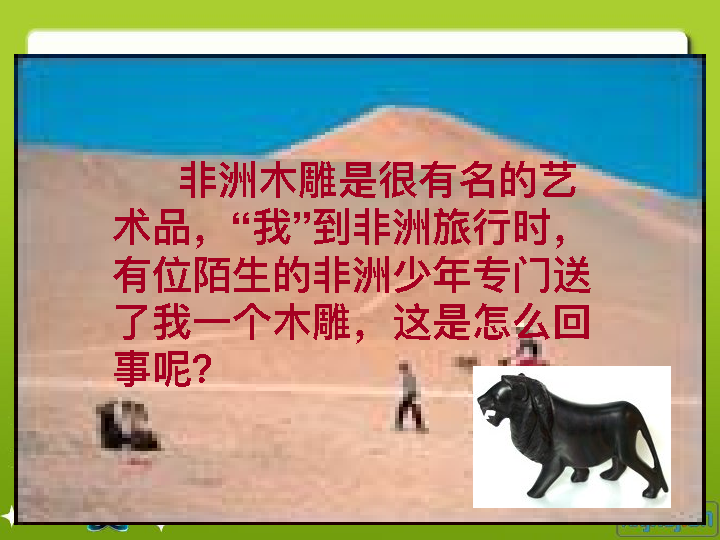 非洲木雕是很有名的艺
术品，“我”到非洲旅行时，
有位陌生的非洲少年专门送
了我一个木雕，这是怎么回
事呢？